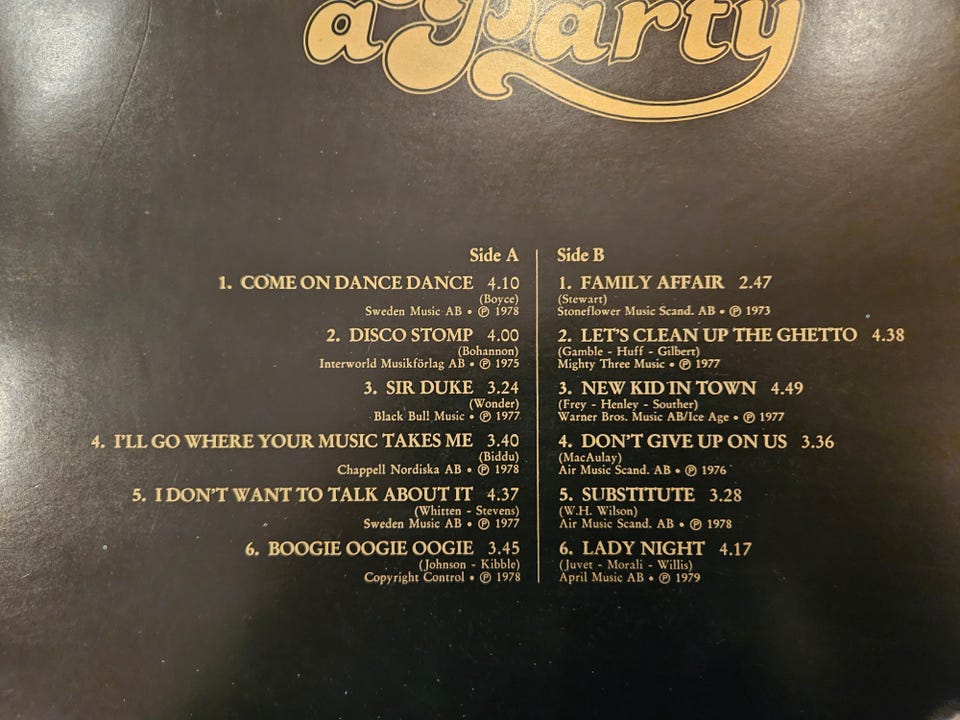 a Party
Side A
1. COME ON DANCE DANCE 4.10
(Boyce)
Sweden Music AB • ℗ 1978
2. DISCO STOMP 4.00
(Bohannon)
Interworld Musikförlag AB • ℗ 1975
3. SIR DUKE 3.24
(Wonder)
Black Bull Music • ℗ 1977
4. I'LL GO WHERE YOUR MUSIC TAKES ME 3.40
(Biddu)
Chappell Nordiska AB • ℗ 1978
5. I DON'T WANT TO TALK ABOUT IT 4.37
(Whitten - Stevens)
Sweden Music AB • ℗ 1977
6. BOOGIE OOGIE OOGIE 3.45
(Johnson - Kibble)
Copyright Control • ℗ 1978
Side B
1. FAMILY AFFAIR 2.47
(Stewart)
Stoneflower Music Scand. AB • ℗ 1973
2. LET'S CLEAN UP THE GHETTO 4.38
(Gamble - Huff - Gilbert)
Mighty Three Music • ℗ 1977
3. NEW KID IN TOWN 4.49
(Frey - Henley - Souther)
Warner Bros. Music AB/Ice Age • ℗ 1977
4. DON'T GIVE UP ON US 3.36
(MacAulay)
Air Music Scand. AB • ℗ 1976
5. SUBSTITUTE 3.28
(W.H. Wilson)
Air Music Scand. AB • ℗ 1978
6. LADY NIGHT 4.17
(Juvet - Morali - Willis)
April Music AB • ℗ 1979